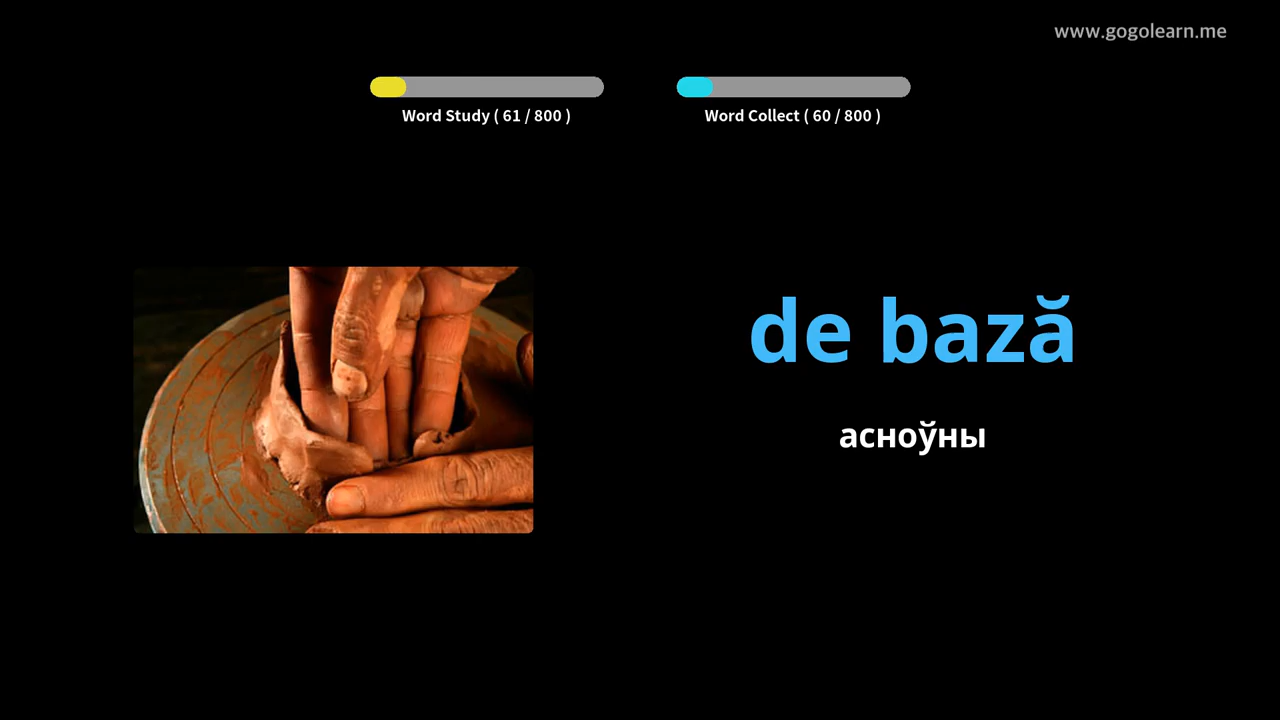 www.gogolearn.me
Word Study ( 61 / 800 )
Word Collect ( 60 / 800 )
de bază
асноўны